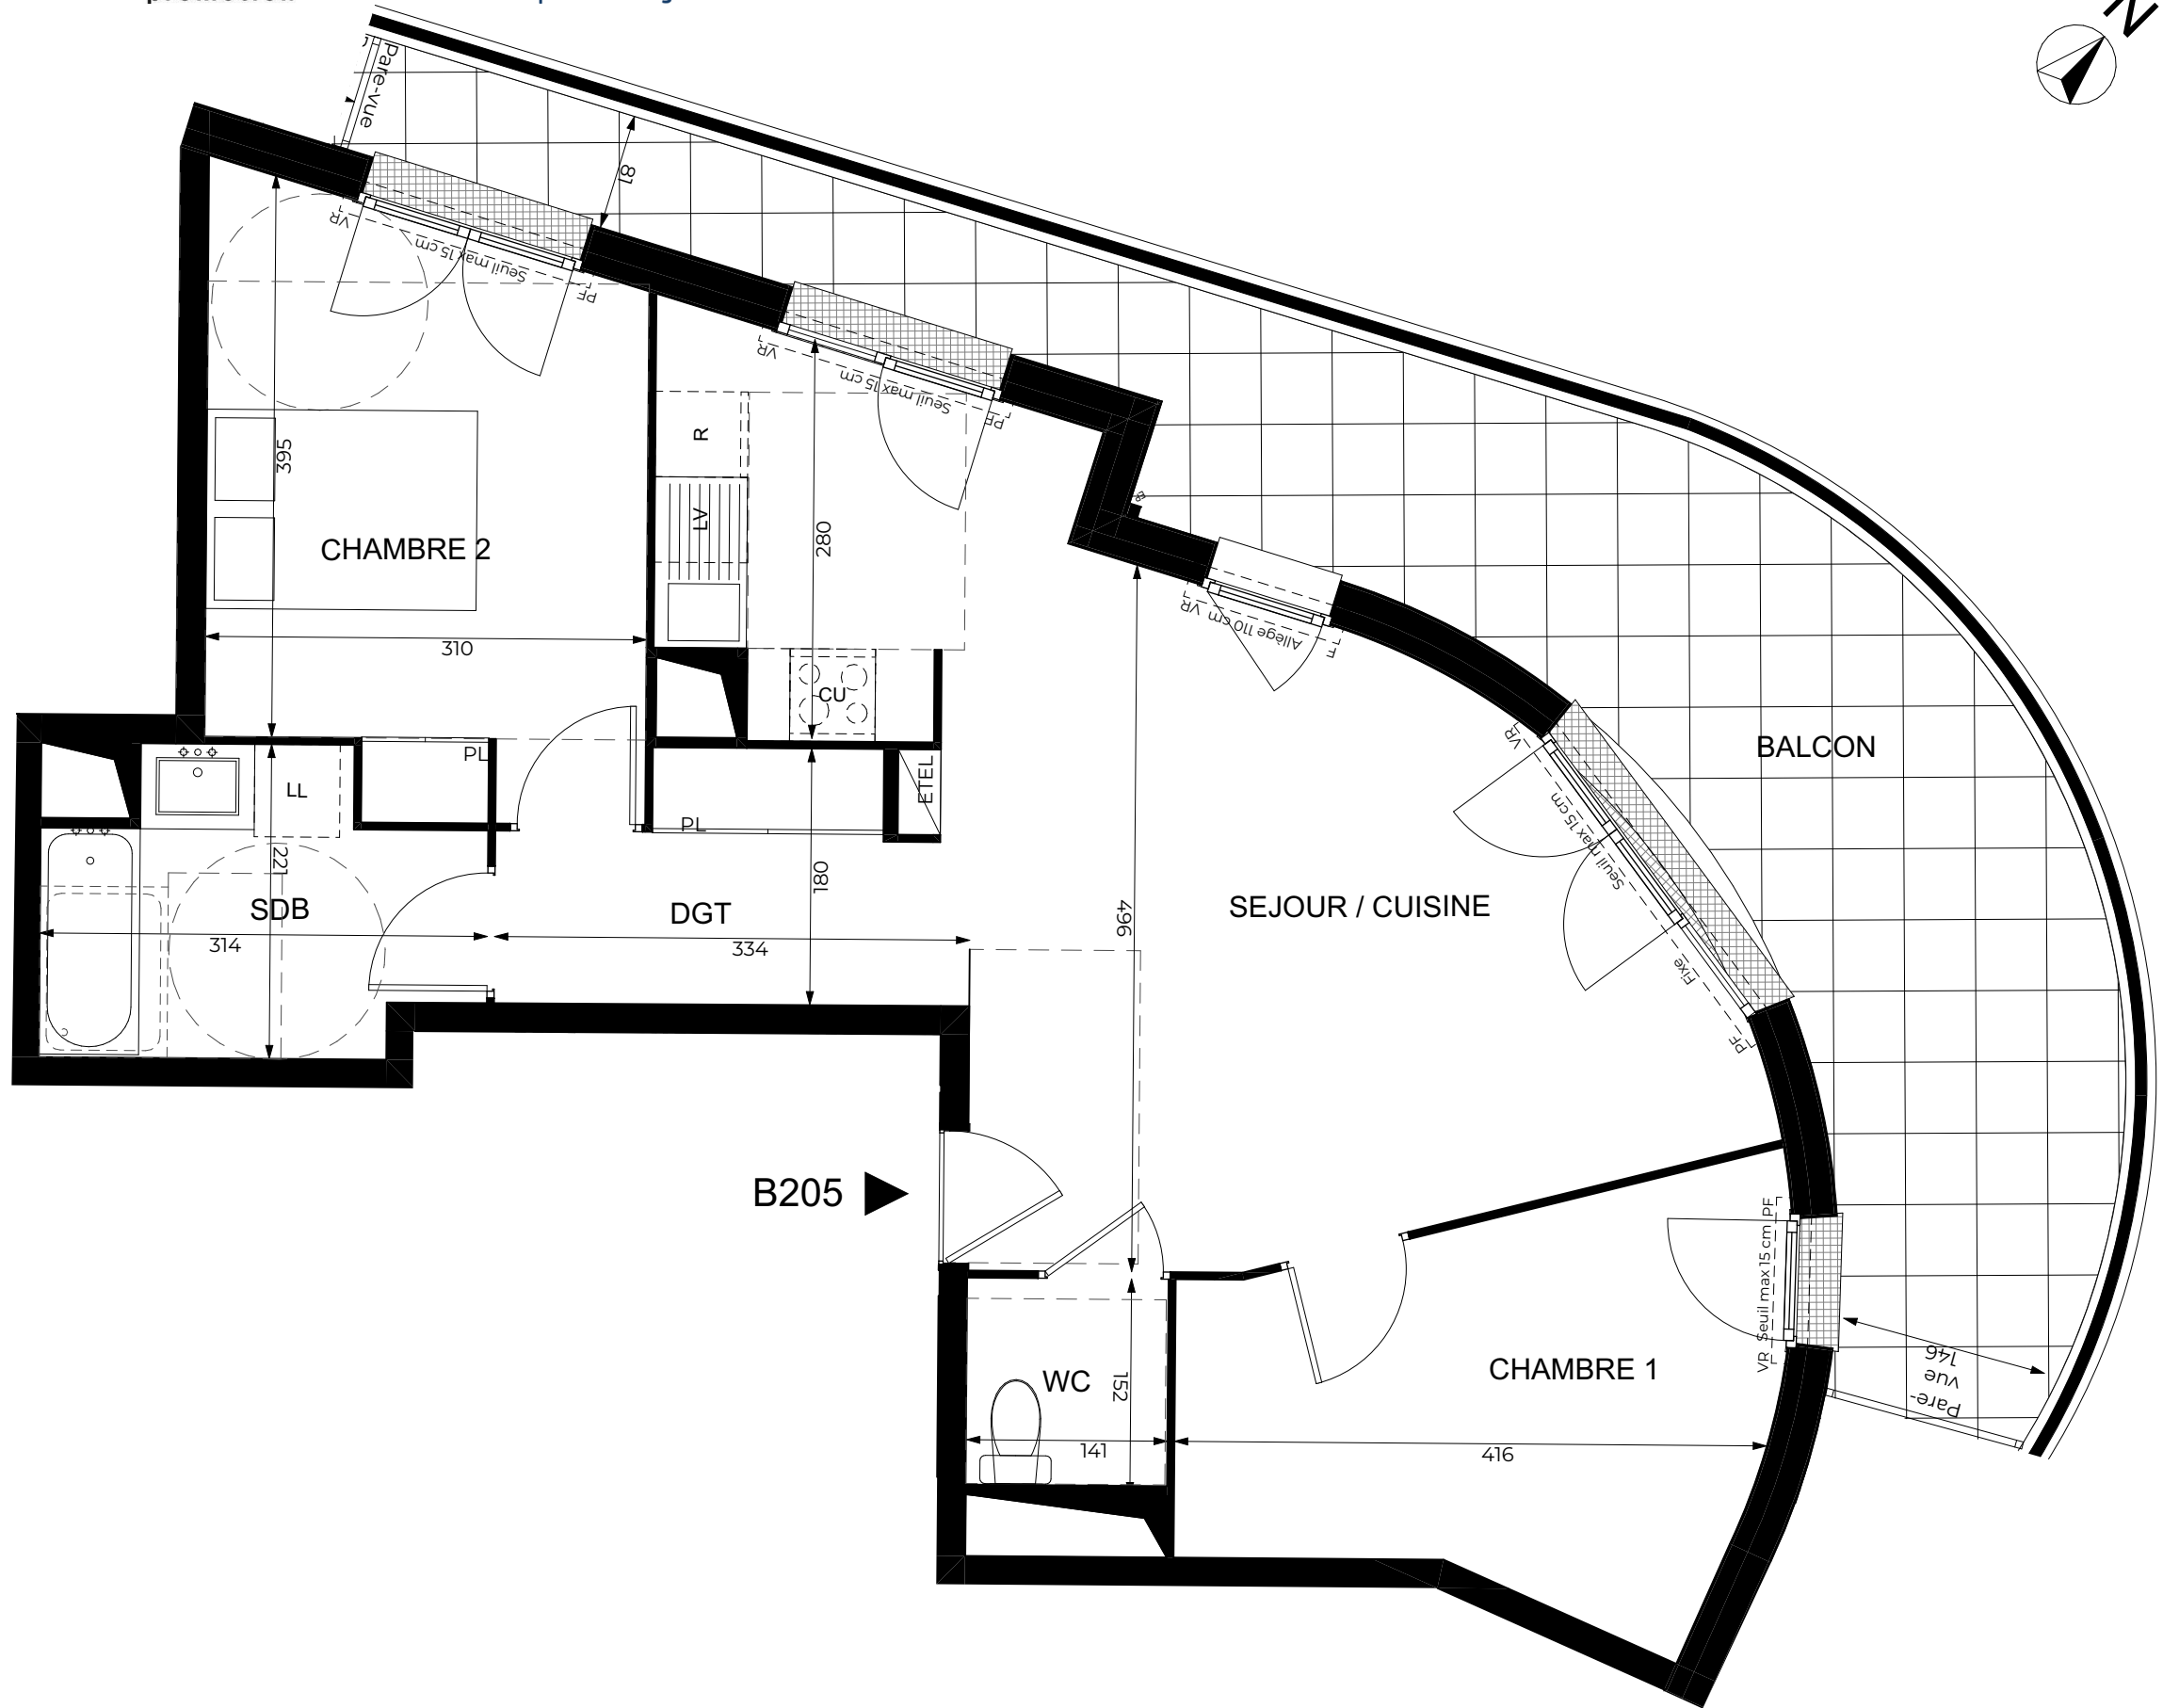 N
Pare-vue
81
VR
Seuil max 15 cm
PF
VR
Seuil max 15 cm
PF
395
R
LV
280
CHAMBRE 2
310
CU
VR
Allège 110 cm
F
PL
LL
ETEL
PL
221
180
SDB
314
DGT
334
496
SEJOUR / CUISINE
VR
Seuil max 15 cm
Fixe
PF
BALCON
B205
VR
Seuil max 15 cm
PF
WC
152
141
CHAMBRE 1
416
146
Pare-
vue